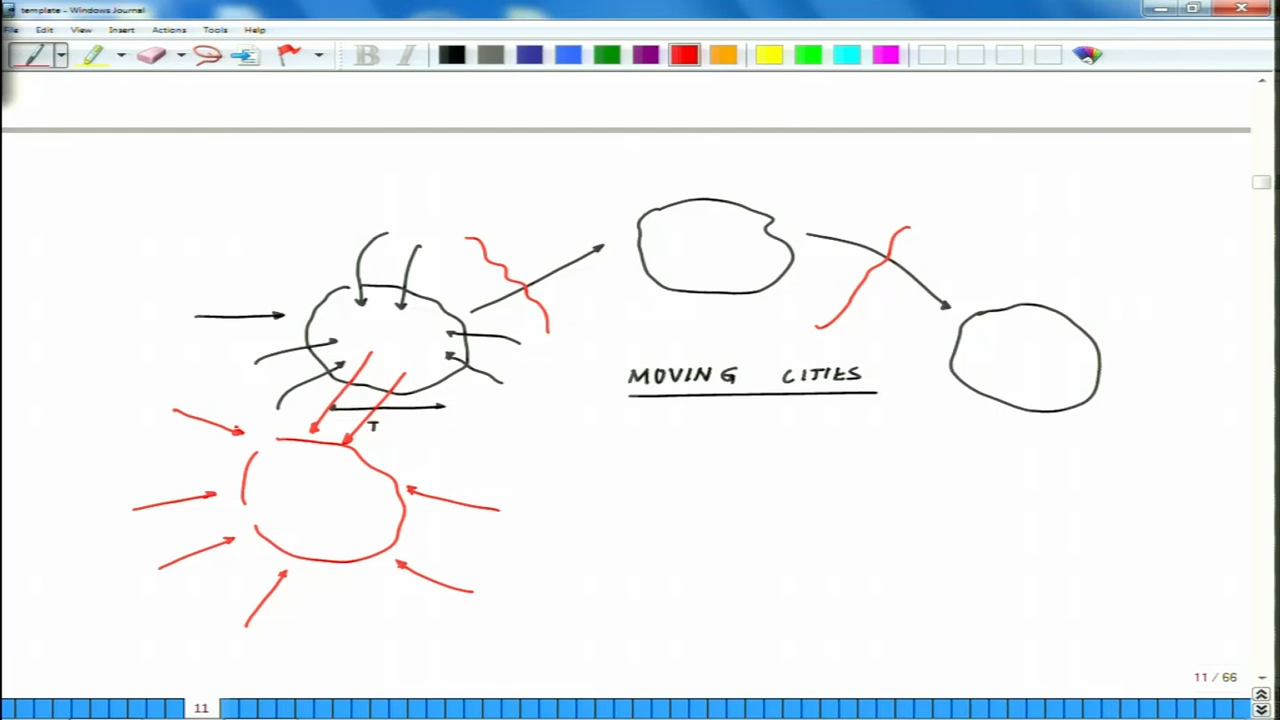 template - Windows Journal
File Edit View Insert Actions Tools Help
B I
MOVING CITIES
T
11 / 66
11